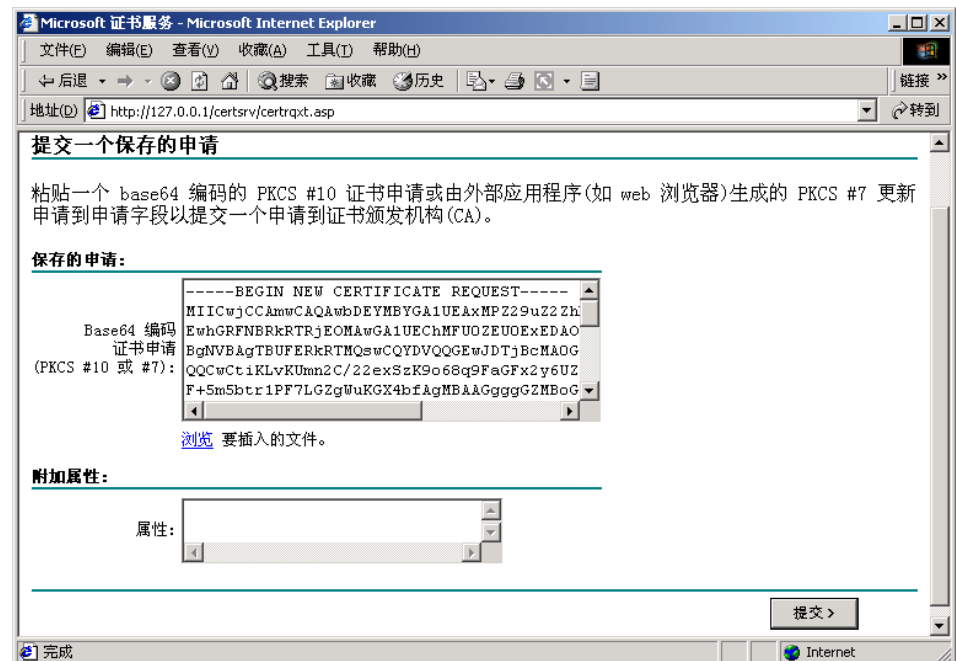 Microsoft 证书服务 - Microsoft Internet Explorer
文件(F) 编辑(E) 查看(V) 收藏(A) 工具(T) 帮助(H)
后退 搜索 收藏 历史 链接 »
地址(D) http://127.0.0.1/certsrv/certrqxt.asp 转到
提交一个保存的申请
粘贴一个 base64 编码的 PKCS #10 证书申请或由外部应用程序(如 web 浏览器)生成的 PKCS #7 更新
申请到申请字段以提交一个申请到证书颁发机构(CA)。
保存的申请:
Base64 编码
证书申请
(PKCS #10 或 #7):
-----BEGIN NEW CERTIFICATE REQUEST-----
MIICwjCCAmwCAQAwbDEYMBYGA1UEAxMPZ29uZ2Zh
EwhGRFNBRkRTRjEOMAwGA1UEChMFU0ZEU0ExEDAO
BgNVBAgTBUFERkRTMQswCQYDVQQGEwJDTjBcMA0G
QQCwCtiKLvKUmn2C/22exSzK9o68q9FaGFx2y6UZ
F+5m5btr1PF7LGZgWuKGX4bfAgMBAAGgggGZMBoG
浏览 要插入的文件。
附加属性:
属性:
提交 >
完成 Internet